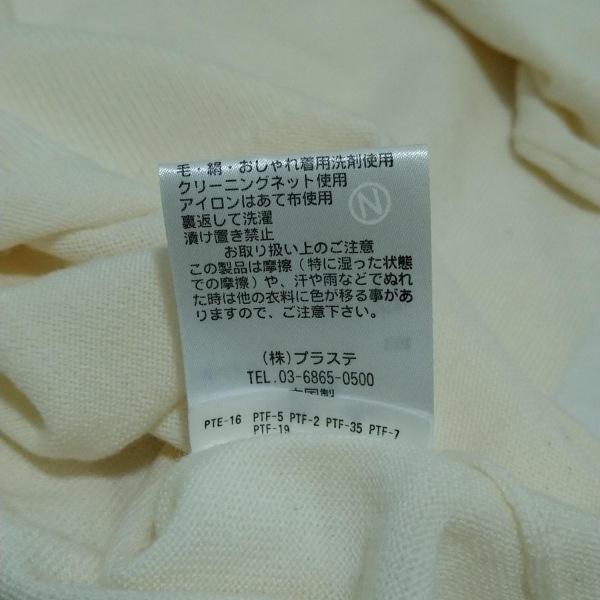 毛・絹・おしゃれ着用洗剤使用
クリーニングネット使用
アイロンはあて布使用
裏返して洗濯
漬け置き禁止
お取り扱い上のご注意
この製品は摩擦（特に湿った状態
での摩擦）や、汗や雨などでぬれ
た時は他の衣料に色が移る事があ
りますので、ご注意下さい。
N
（株）プラステ
TEL.03-6865-0500
中国製
PTE-16 PTF-5 PTF-2 PTF-35 PTF-7
PTF-19